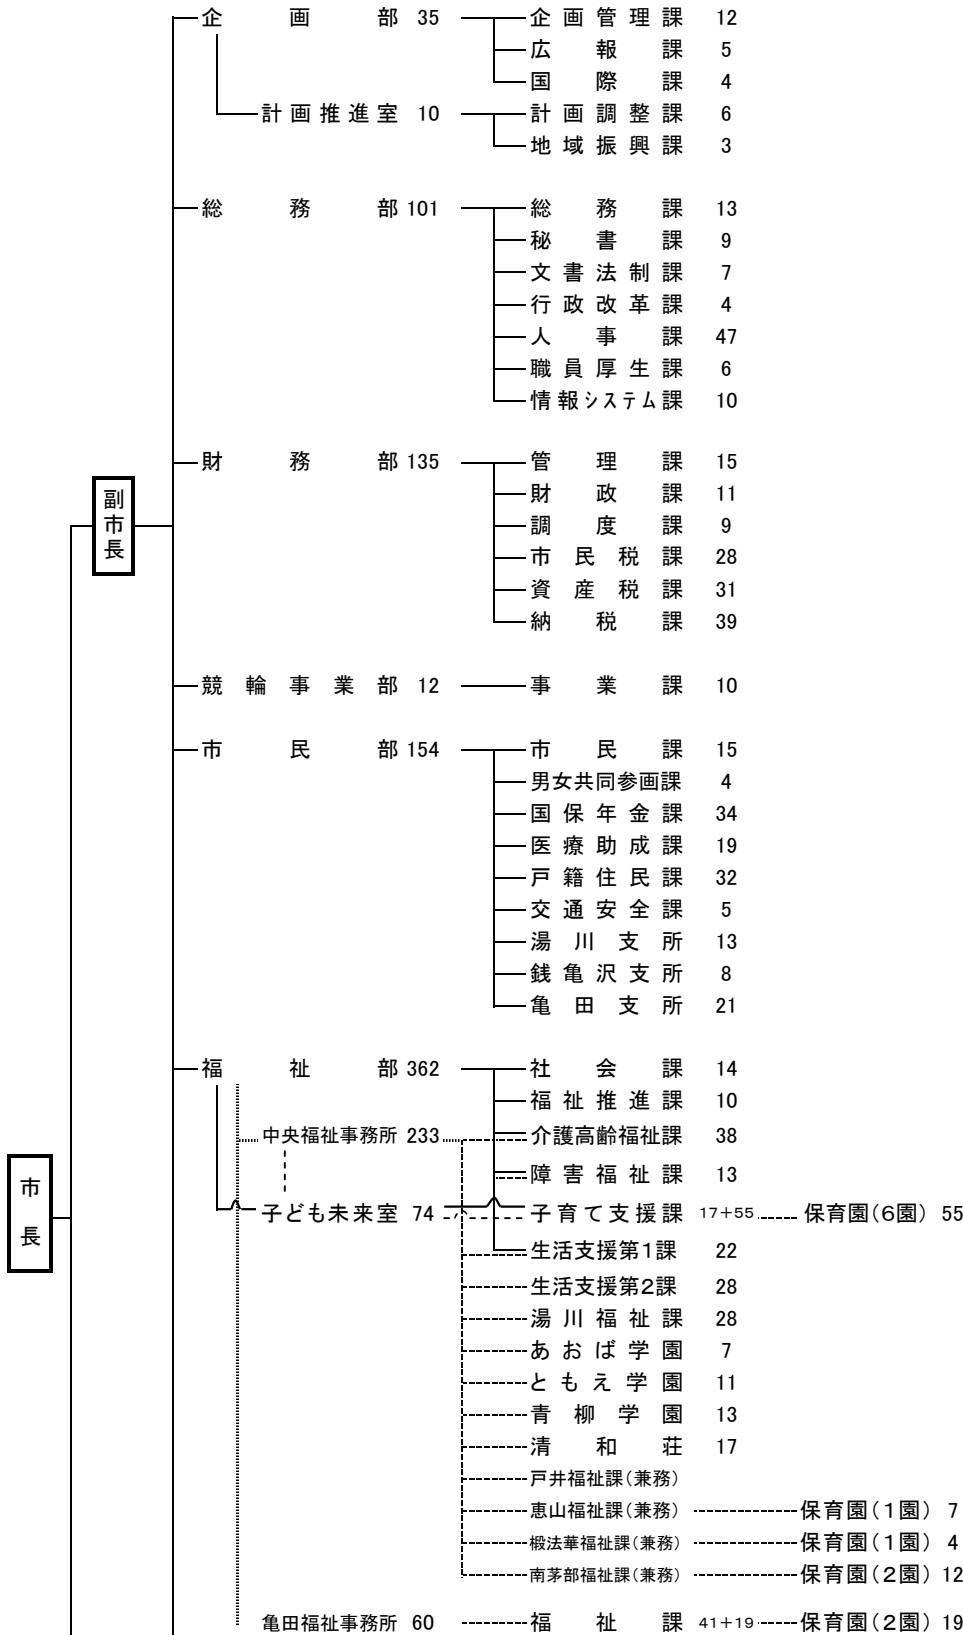 企画部 35 企画管理課 12
広報課 5
国際課 4
計画推進室 10 計画調整課 6
地域振興課 3
総務部 101 総務課 13
秘書課 9
文書法制課 7
行政改革課 4
人事課 47
職員厚生課 6
情報システム課 10
財務部 135 管理課 15
財政課 11
副市長 調度課 9
市民税課 28
資産税課 31
納税課 39
競輪事業部 12 事業課 10
市民部 154 市民課 15
男女共同参画課 4
国保年金課 34
医療助成課 19
戸籍住民課 32
交通安全課 5
湯川支所 13
銭亀沢支所 8
亀田支所 21
福祉部 362 社会課 14
福祉推進課 10
中央福祉事務所 233 介護高齢福祉課 38
障害福祉課 13
市長 子ども未来室 74 子育て支援課 17+55 保育園(6園) 55
生活支援第1課 22
生活支援第2課 28
湯川福祉課 28
あおば学園 7
ともえ学園 11
青柳学園 13
清和荘 17
戸井福祉課(兼務)
恵山福祉課(兼務) 保育園(1園) 7
椴法華福祉課(兼務) 保育園(1園) 4
南茅部福祉課(兼務) 保育園(2園) 12
亀田福祉事務所 60 福祉課 41+19 保育園(2園) 19